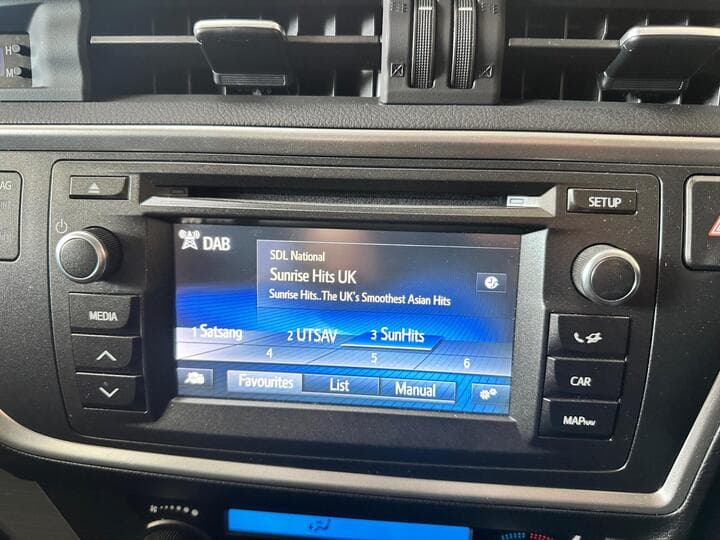 H
M
AG
SETUP
DAB
SDL National
Sunrise Hits UK
Sunrise Hits..The UK's Smoothest Asian Hits
MEDIA
1 Satsang 2 UTSAV 3 SunHits
4 5 6
Favourites List Manual
CAR
MAPNAV